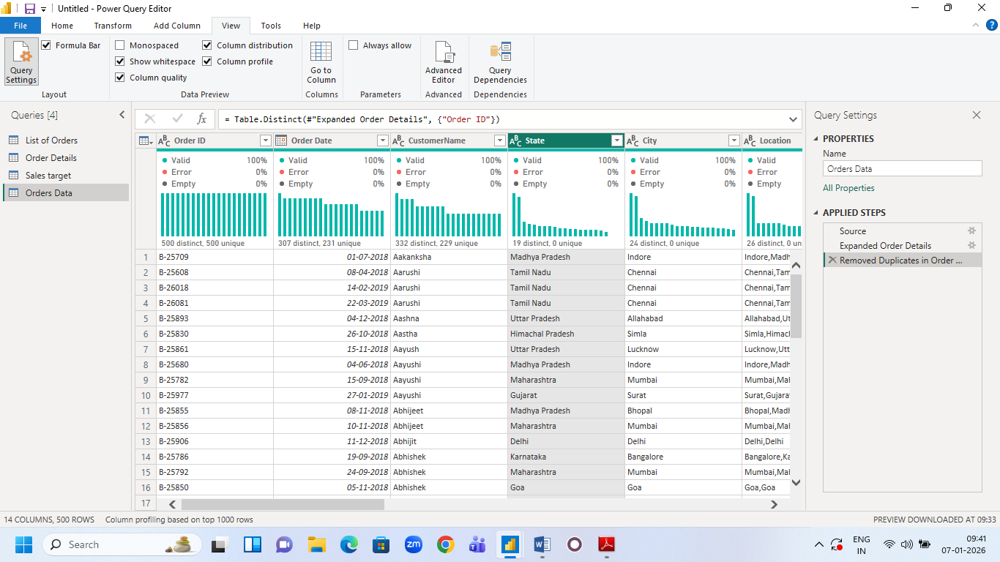 Untitled - Power Query Editor
File Home Transform Add Column View Tools Help
Query Settings
Formula Bar
Layout
Monospaced
Show whitespace
Column quality
Column distribution
Column profile
Data Preview
Go to Column
Columns
Always allow
Parameters
Advanced Editor
Advanced
Query Dependencies
Dependencies
Queries [4]
List of Orders
Order Details
Sales target
Orders Data
fx = Table.Distinct(#"Expanded Order Details", {"Order ID"})
ABC Order ID Order Date ABC CustomerName ABC State ABC City ABC Location
Valid 100% Valid 100% Valid 100% Valid 100% Valid 100% Valid
Error 0% Error 0% Error 0% Error 0% Error 0% Error
Empty 0% Empty 0% Empty 0% Empty 0% Empty 0% Empty
500 distinct, 500 unique 307 distinct, 231 unique 332 distinct, 229 unique 19 distinct, 0 unique 24 distinct, 0 unique 26 distinct, 0 un
1 B-25709 01-07-2018 Aakanksha Madhya Pradesh Indore Indore,Madh
2 B-25608 08-04-2018 Aarushi Tamil Nadu Chennai Chennai,Tam
3 B-26018 14-02-2019 Aarushi Tamil Nadu Chennai Chennai,Tam
4 B-26081 22-03-2019 Aarushi Tamil Nadu Chennai Chennai,Tam
5 B-25893 04-12-2018 Aashna Uttar Pradesh Allahabad Allahabad,Ut
6 B-25830 26-10-2018 Aastha Himachal Pradesh Simla Simla,Himac
7 B-25861 15-11-2018 Aayush Uttar Pradesh Lucknow Lucknow,Utt
8 B-25680 04-06-2018 Aayushi Madhya Pradesh Indore Indore,Madh
9 B-25782 15-09-2018 Aayushi Maharashtra Mumbai Mumbai,Mal
10 B-25977 27-01-2019 Aayushi Gujarat Surat Surat,Gujara
11 B-25855 08-11-2018 Abhijeet Madhya Pradesh Bhopal Bhopal,Madh
12 B-25856 10-11-2018 Abhijeet Maharashtra Mumbai Mumbai,Mal
13 B-25906 11-12-2018 Abhijit Delhi Delhi Delhi,Delhi
14 B-25786 19-09-2018 Abhishek Karnataka Bangalore Bangalore,Ka
15 B-25792 24-09-2018 Abhishek Maharashtra Mumbai Mumbai,Mal
16 B-25850 05-11-2018 Abhishek Goa Goa Goa,Goa
17
Query Settings
PROPERTIES
Name
Orders Data
All Properties
APPLIED STEPS
Source
Expanded Order Details
Removed Duplicates in Order ...
14 COLUMNS, 500 ROWS Column profiling based on top 1000 rows PREVIEW DOWNLOADED AT 09:33
Search
zm
ENG
IN
09:41
07-01-2026